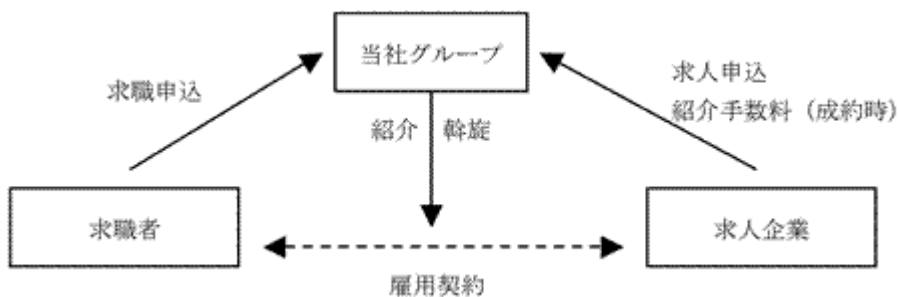 当社グループ
求職申込
求人申込
紹介手数料（成約時）
紹介
斡旋
求職者
求人企業
雇用契約